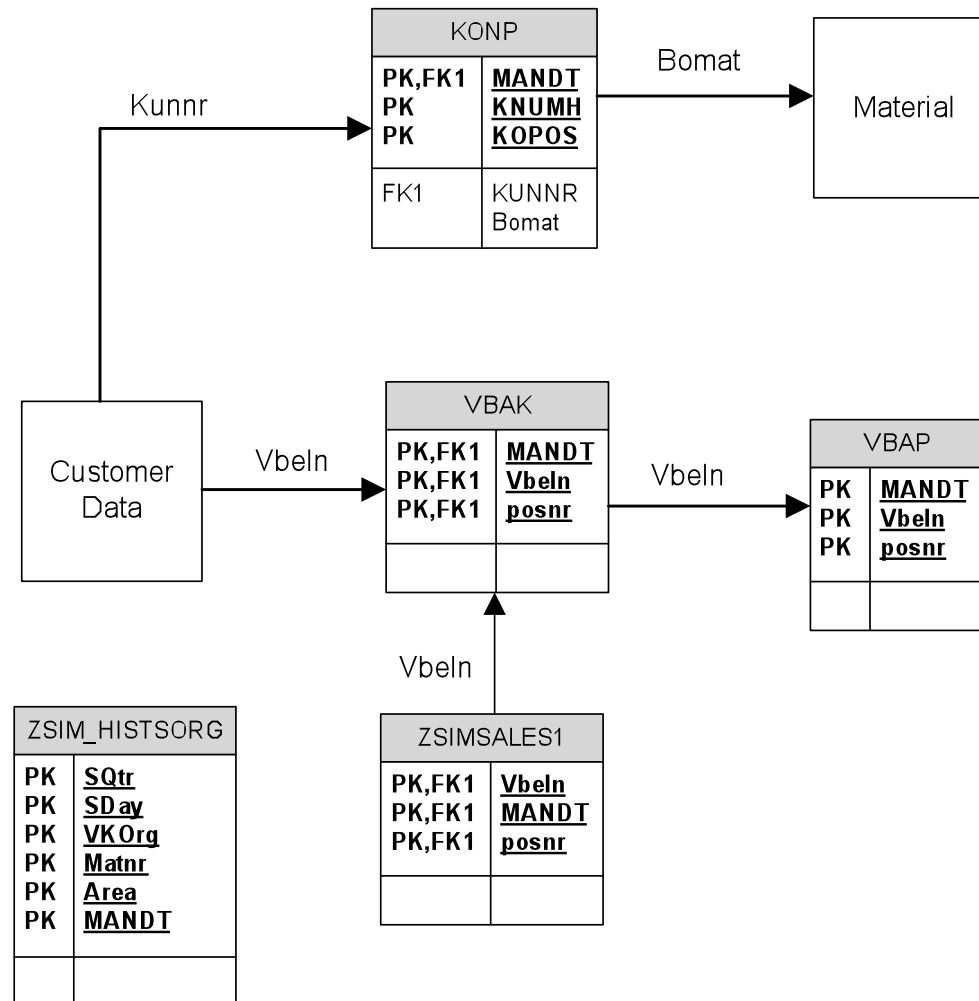 KONP
PK,FK1 MANDT
PK KNUMH
PK KOPOS
FK1 KUNNR
Bomat
Kunnr
Bomat
Material
Customer
Data
Vbeln
VBAK
PK,FK1 MANDT
PK,FK1 Vbeln
PK,FK1 posnr
Vbeln
VBAP
PK MANDT
PK Vbeln
PK posnr
Vbeln
ZSIM_HISTSORG
PK SQtr
PK SDay
PK VKOrg
PK Matnr
PK Area
PK MANDT
ZSIMSALES1
PK,FK1 Vbeln
PK,FK1 MANDT
PK,FK1 posnr